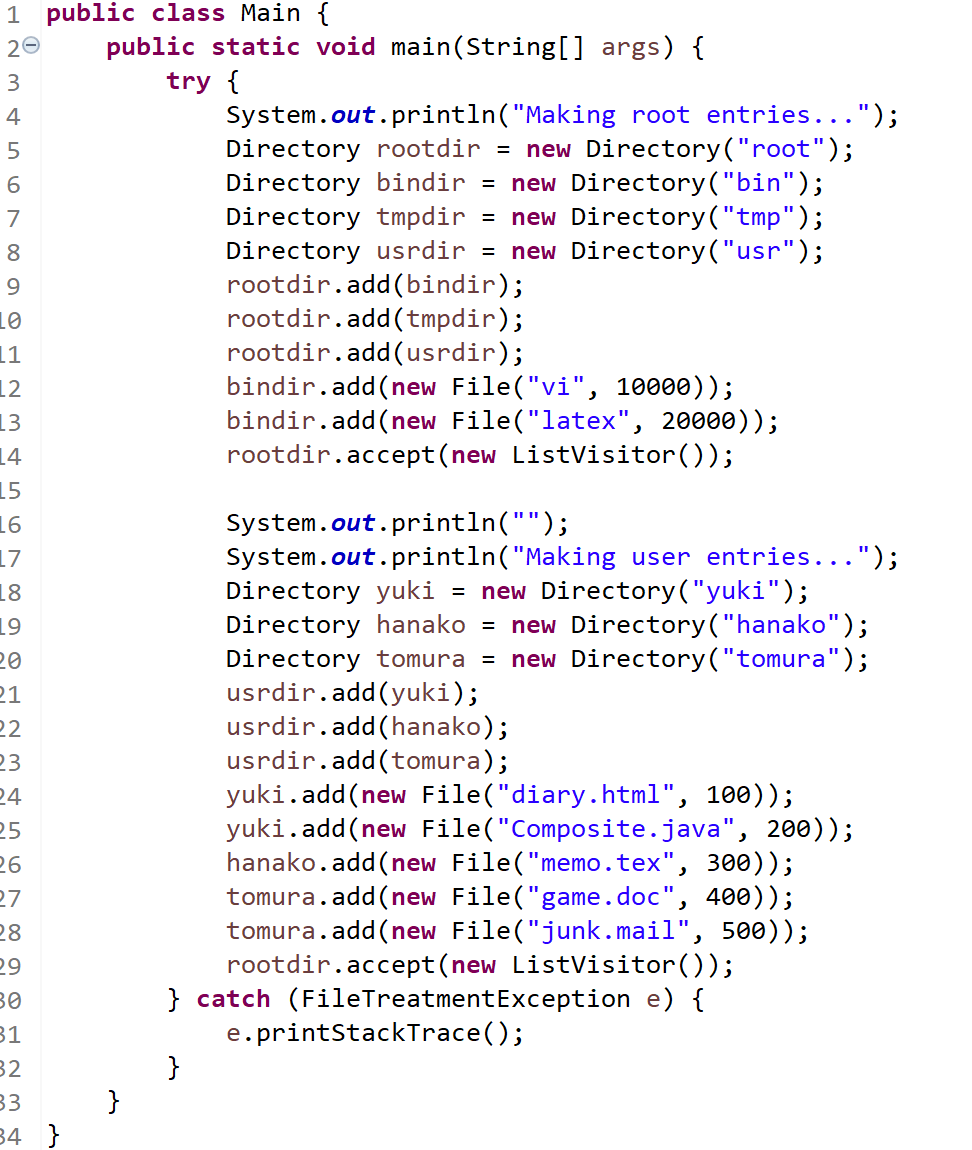 1 public class Main {
2     public static void main(String[] args) {
3         try {
4             System.out.println("Making root entries...");
5             Directory rootdir = new Directory("root");
6             Directory bindir = new Directory("bin");
7             Directory tmpdir = new Directory("tmp");
8             Directory usrdir = new Directory("usr");
9             rootdir.add(bindir);
10             rootdir.add(tmpdir);
11             rootdir.add(usrdir);
12             bindir.add(new File("vi", 10000));
13             bindir.add(new File("latex", 20000));
14             rootdir.accept(new ListVisitor());
15
16             System.out.println("");
17             System.out.println("Making user entries...");
18             Directory yuki = new Directory("yuki");
19             Directory hanako = new Directory("hanako");
20             Directory tomura = new Directory("tomura");
21             usrdir.add(yuki);
22             usrdir.add(hanako);
23             usrdir.add(tomura);
24             yuki.add(new File("diary.html", 100));
25             yuki.add(new File("Composite.java", 200));
26             hanako.add(new File("memo.tex", 300));
27             tomura.add(new File("game.doc", 400));
28             tomura.add(new File("junk.mail", 500));
29             rootdir.accept(new ListVisitor());
30         } catch (FileTreatmentException e) {
31             e.printStackTrace();
32         }
33     }
34 }